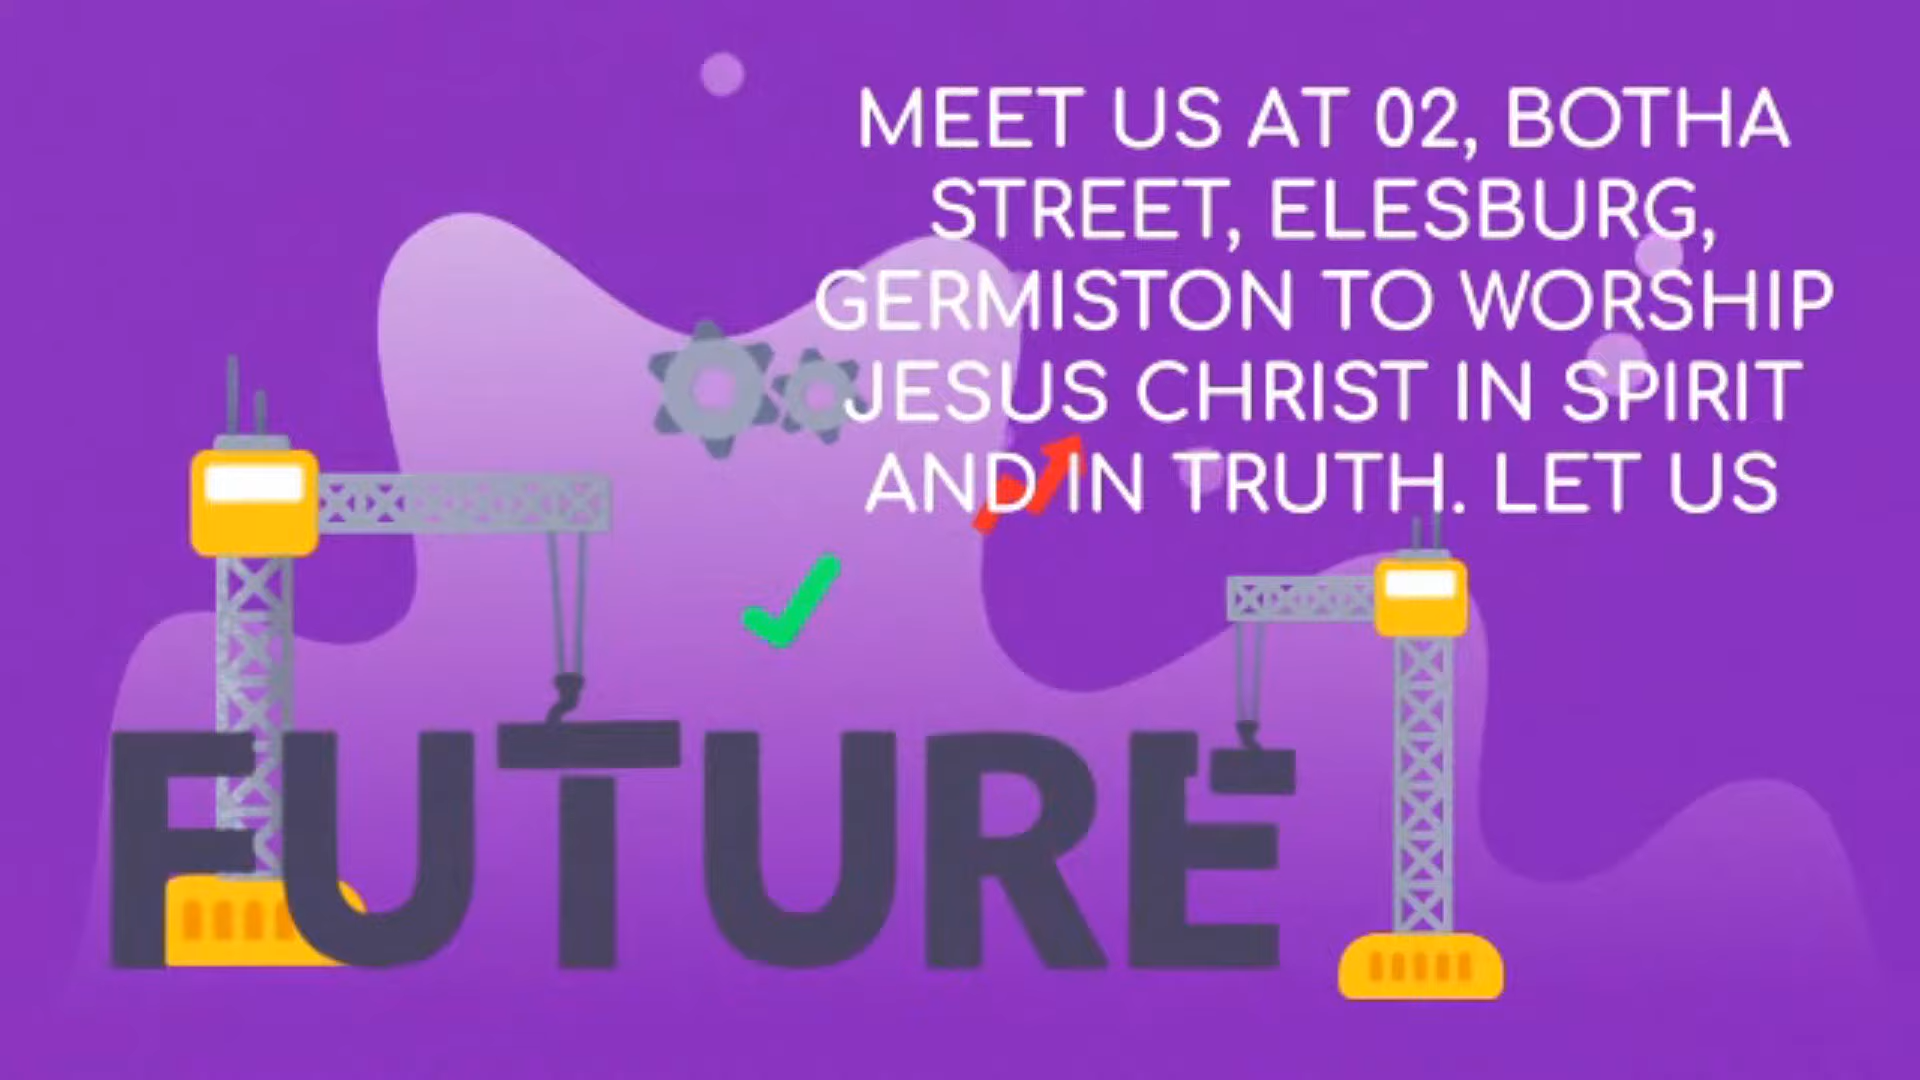 MEET US AT 02, BOTHA
STREET, ELESBURG,
GERMISTON TO WORSHIP
JESUS CHRIST IN SPIRIT
AND IN TRUTH. LET US
FUTURE